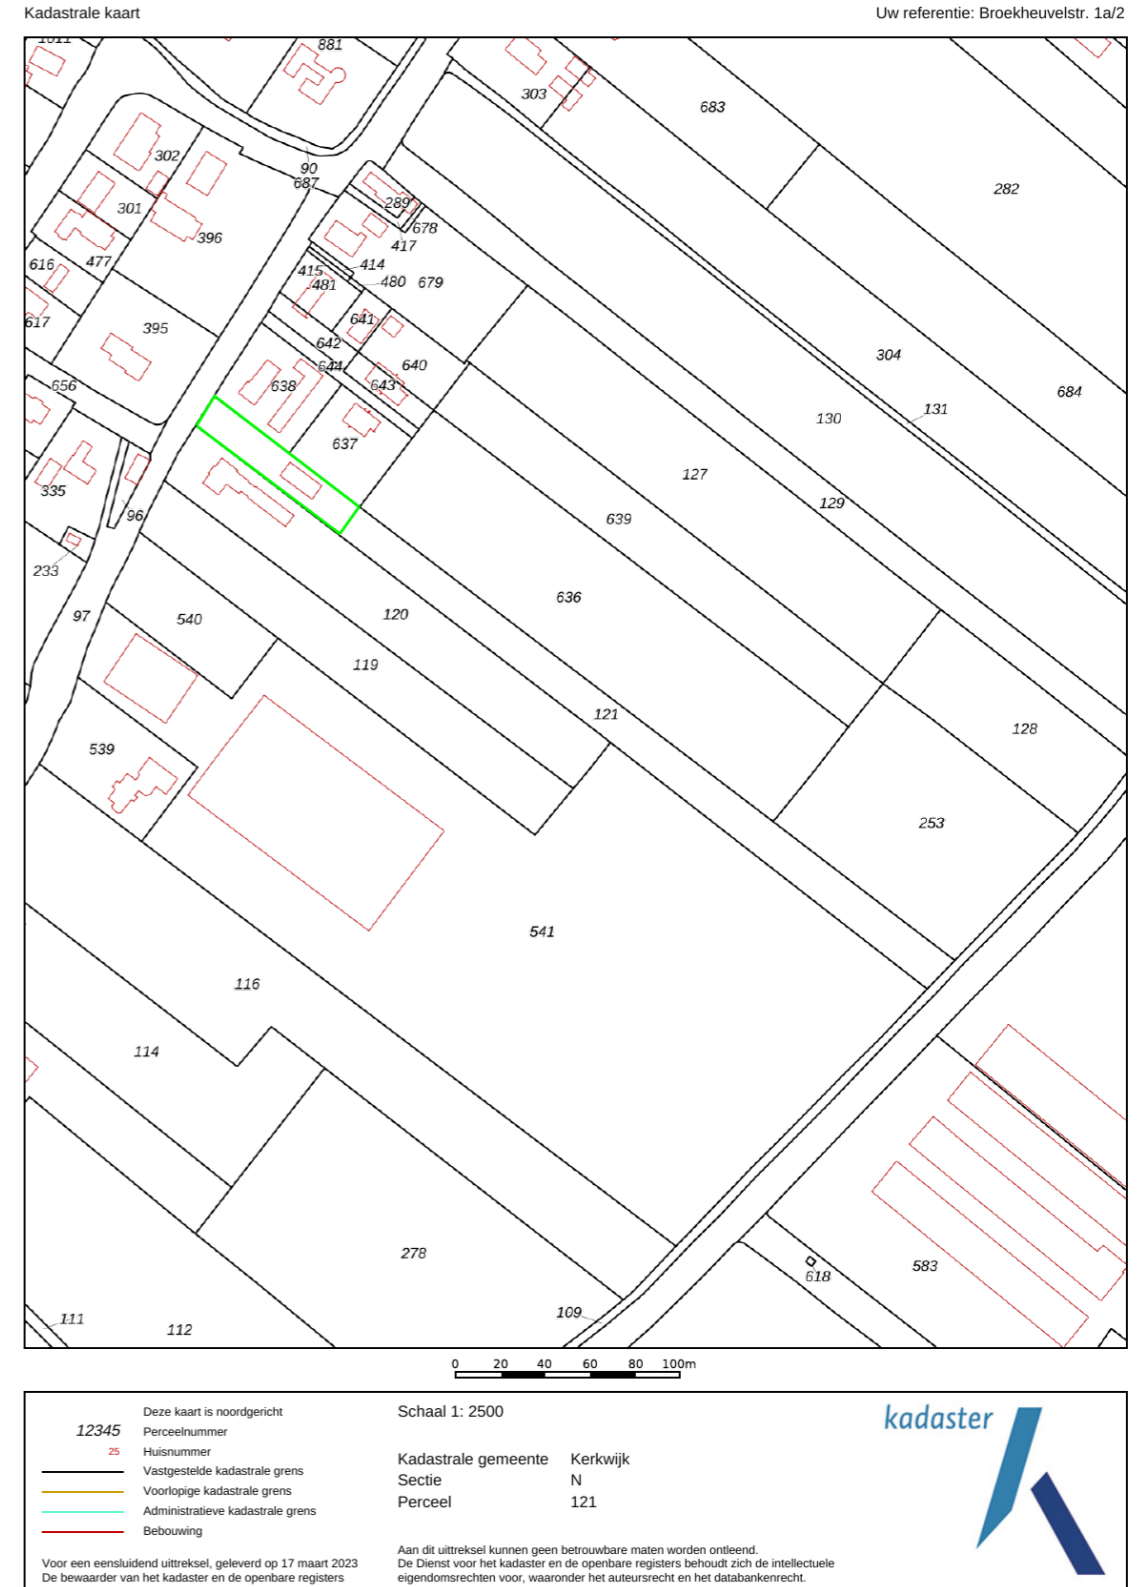 Kadastrale kaart
Uw referentie: Broekheuvelstr. 1a/2
1011
881
303
683
302
90
687
282
301
289
396
678
417
616
477
415
414
481
480
679
617
395
641
642
304
656
644
640
638
643
684
131
130
637
127
335
129
96
639
233
636
97
540
120
119
121
539
128
253
541
116
114
278
583
618
111
112
109
0 20 40 60 80 100m
Deze kaart is noordgericht
12345 Perceelnummer
25 Huisnummer
Vastgestelde kadastrale grens
Voorlopige kadastrale grens
Administratieve kadastrale grens
Bebouwing
Voor een eensluidend uittreksel, geleverd op 17 maart 2023
De bewaarder van het kadaster en de openbare registers
Schaal 1: 2500
Kadastrale gemeente Kerkwijk
Sectie N
Perceel 121
Aan dit uittreksel kunnen geen betrouwbare maten worden ontleend.
De Dienst voor het kadaster en de openbare registers behoudt zich de intellectuele
eigendomsrechten voor, waaronder het auteursrecht en het databankenrecht.
kadaster